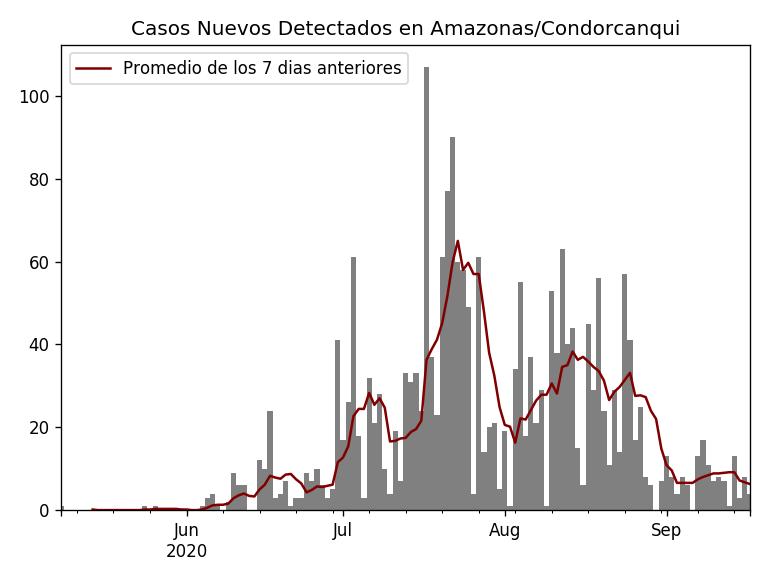 Casos Nuevos Detectados en Amazonas/Condorcanqui
Promedio de los 7 dias anteriores
100
80
60
40
20
0
Jun
2020
Jul
Aug
Sep